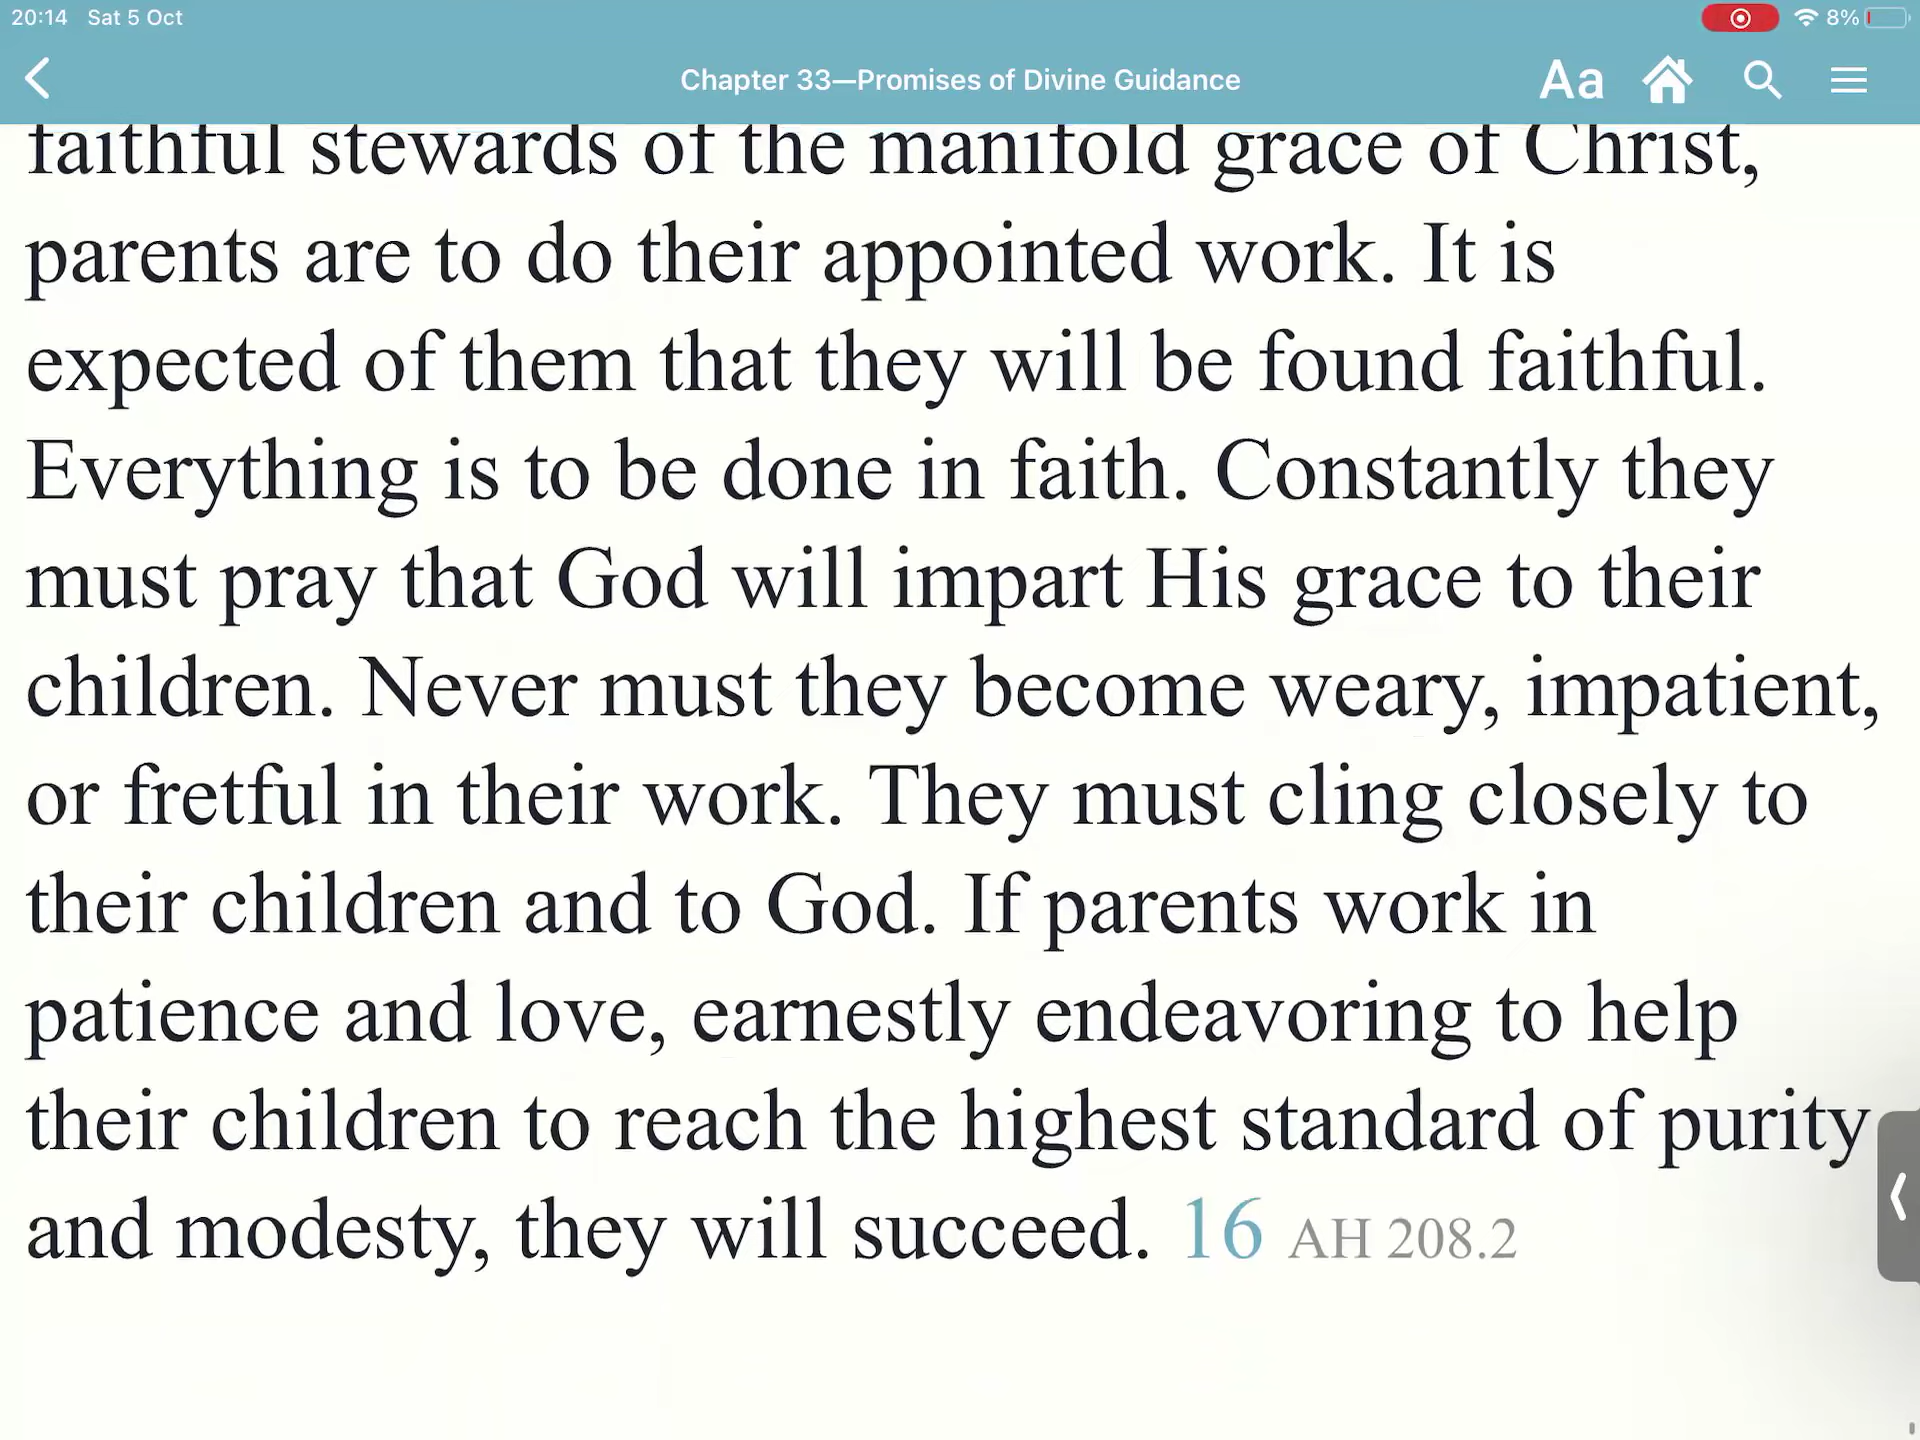 20:14 Sat 5 Oct 8%
Chapter 33—Promises of Divine Guidance Aa
faithful stewards of the manifold grace of Christ,
parents are to do their appointed work. It is
expected of them that they will be found faithful.
Everything is to be done in faith. Constantly they
must pray that God will impart His grace to their
children. Never must they become weary, impatient,
or fretful in their work. They must cling closely to
their children and to God. If parents work in
patience and love, earnestly endeavoring to help
their children to reach the highest standard of purity
and modesty, they will succeed. 16 AH 208.2